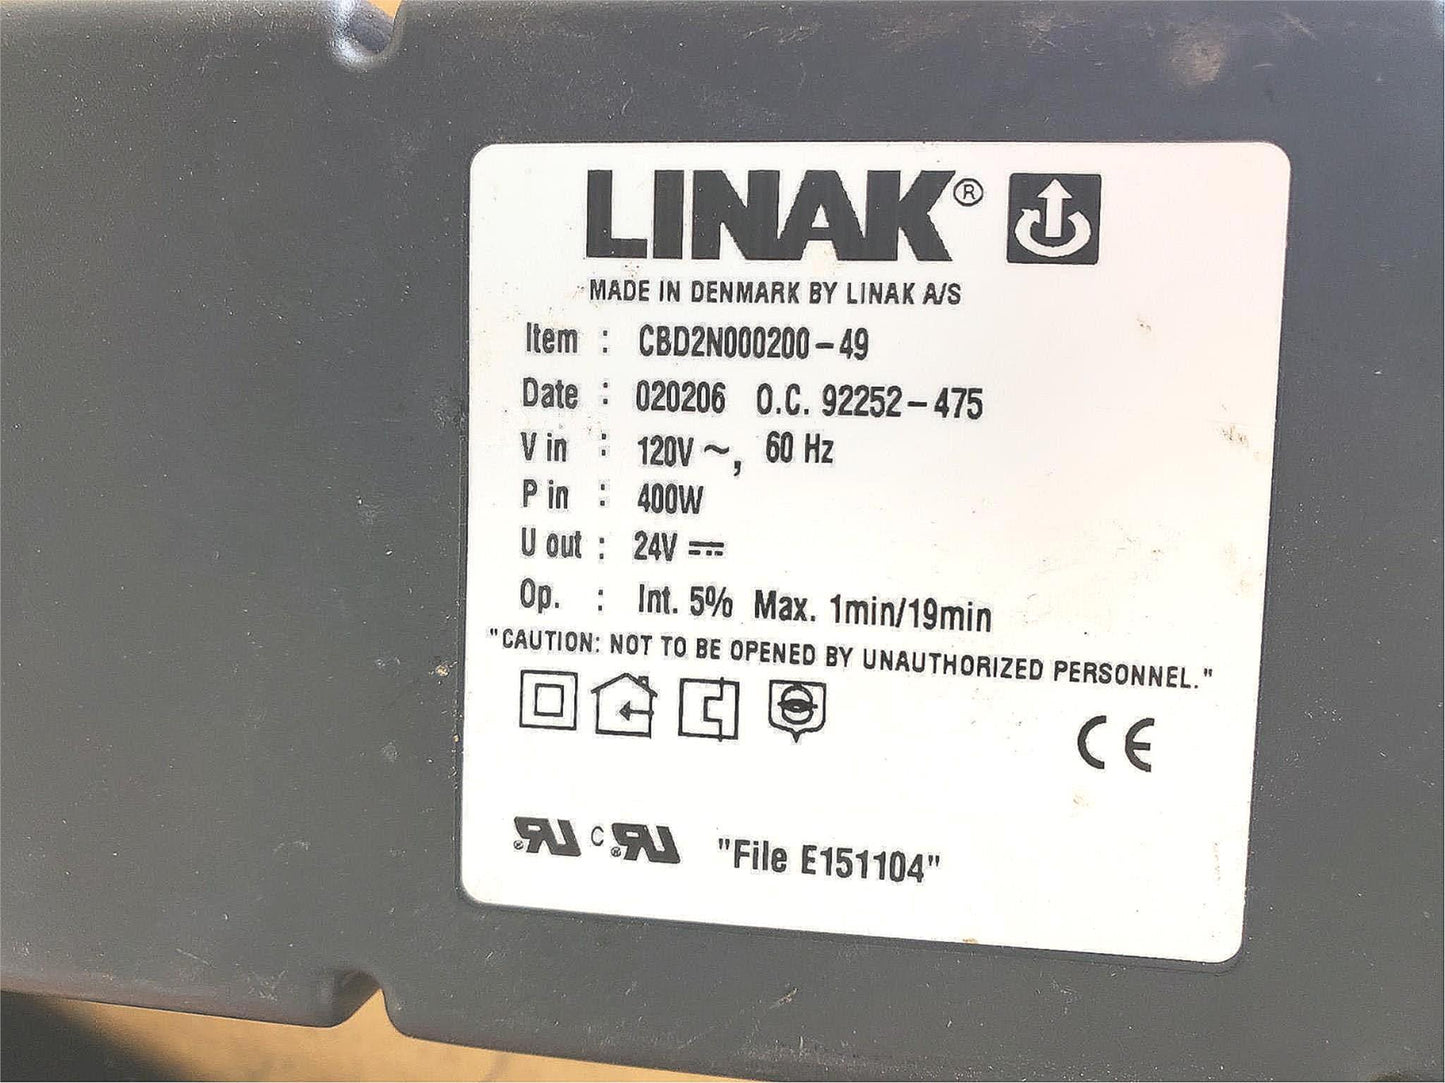 LINAK®
MADE IN DENMARK BY LINAK A/S
Item : CBD2N000200-49
Date : 020206 O.C. 92252-475
V in : 120V ~, 60 Hz
P in : 400W
U out : 24V ⎓
Op. : Int. 5% Max. 1min/19min
"CAUTION: NOT TO BE OPENED BY UNAUTHORIZED PERSONNEL."
CE
RU ® C RU ® "File E151104"